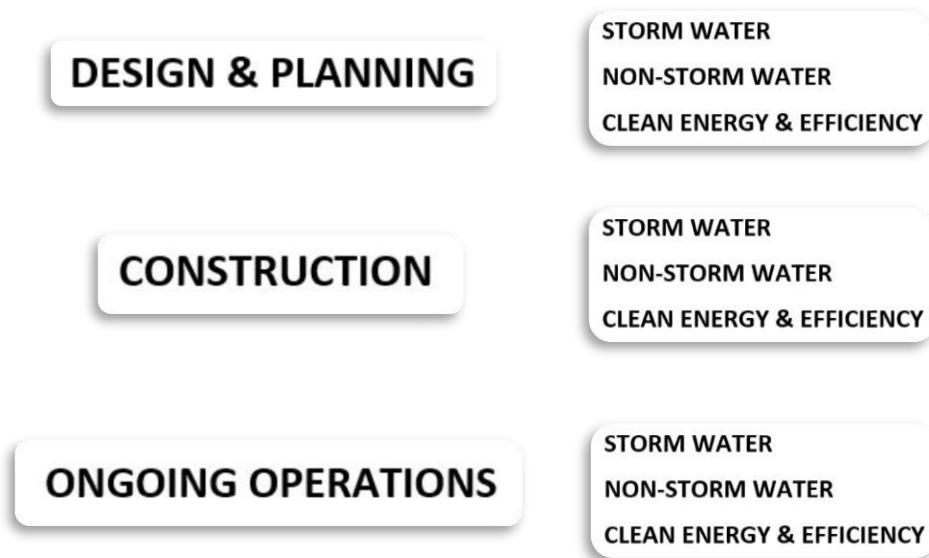 DESIGN & PLANNING
STORM WATER
NON-STORM WATER
CLEAN ENERGY & EFFICIENCY
CONSTRUCTION
STORM WATER
NON-STORM WATER
CLEAN ENERGY & EFFICIENCY
ONGOING OPERATIONS
STORM WATER
NON-STORM WATER
CLEAN ENERGY & EFFICIENCY